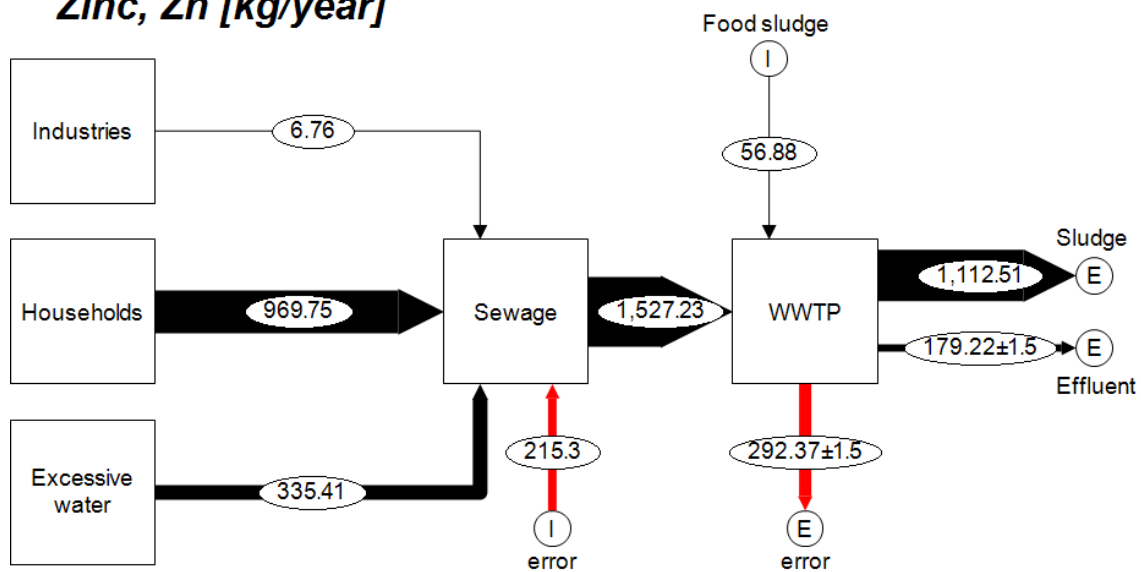 Zinc, Zn [kg/year]
Food sludge
I
Industries
6.76
56.88
Sludge
1,112.51
E
Households
969.75
Sewage
1,527.23
WWTP
179.22±1.5
E
Effluent
Excessive
water
335.41
215.3
292.37±1.5
I
E
error
error